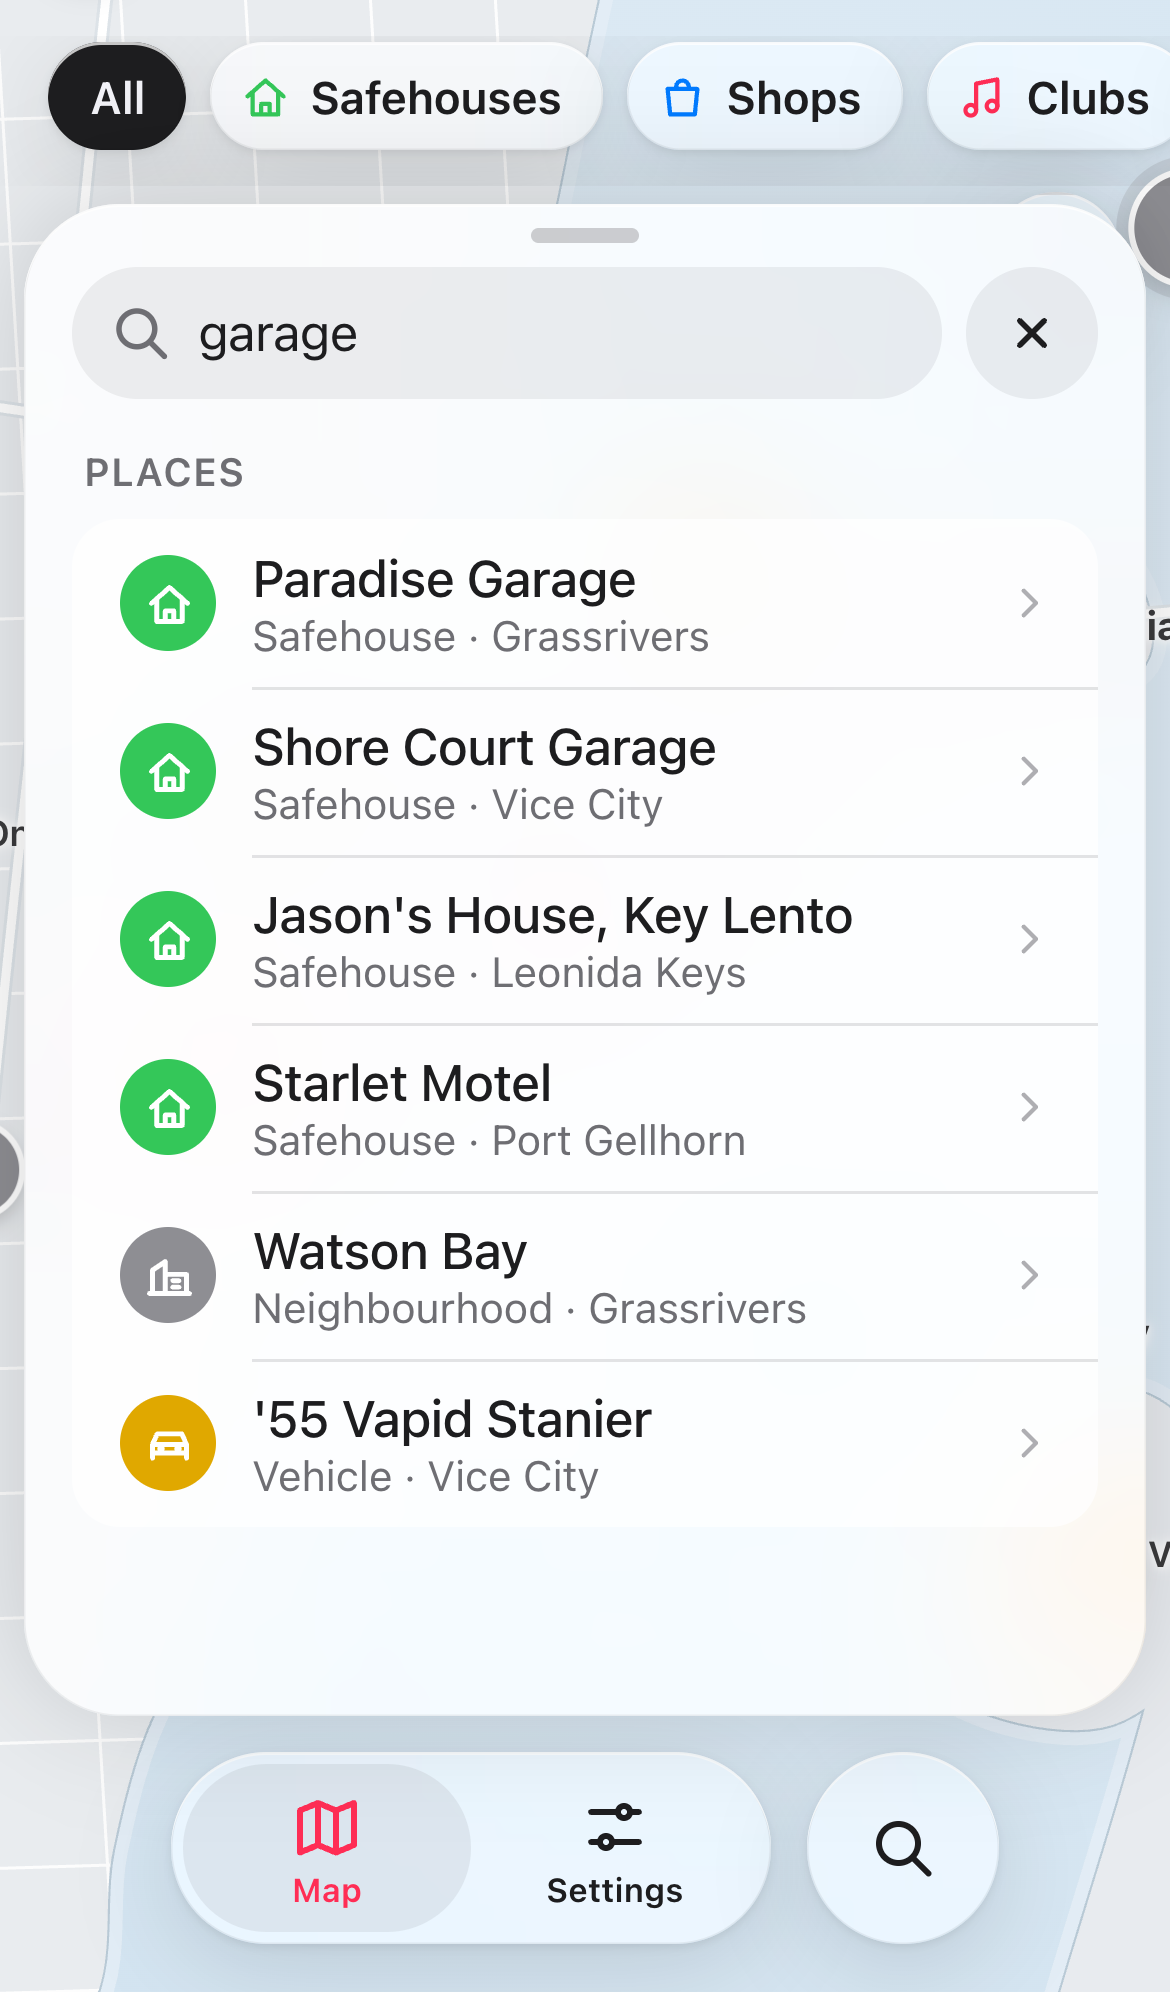 All
Safehouses
Shops
Clubs
garage
PLACES
Paradise Garage
Safehouse · Grassrivers
Shore Court Garage
Safehouse · Vice City
Jason's House, Key Lento
Safehouse · Leonida Keys
Starlet Motel
Safehouse · Port Gellhorn
Watson Bay
Neighbourhood · Grassrivers
'55 Vapid Stanier
Vehicle · Vice City
Map
Settings